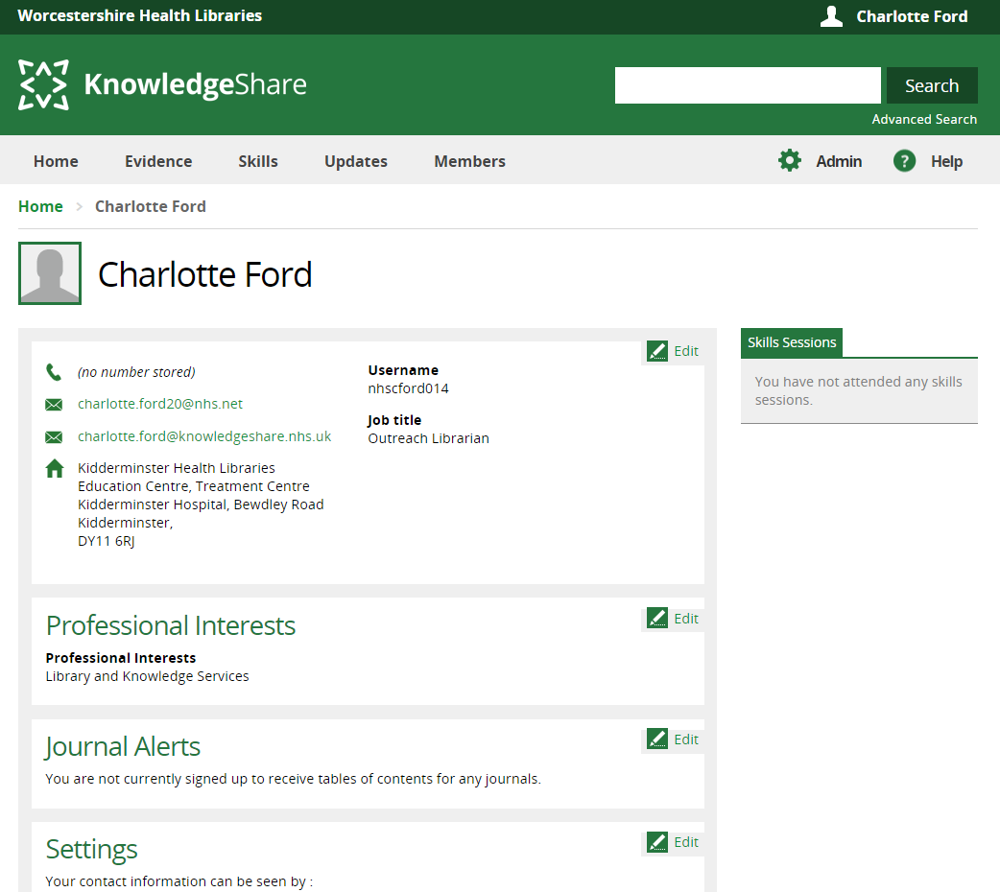 Worcestershire Health Libraries
Charlotte Ford
KnowledgeShare
Search
Advanced Search
Home
Evidence
Skills
Updates
Members
Admin
? Help
Home > Charlotte Ford
Charlotte Ford
Edit
(no number stored)
charlotte.ford20@nhs.net
charlotte.ford@knowledgeshare.nhs.uk
Kidderminster Health Libraries
Education Centre, Treatment Centre
Kidderminster Hospital, Bewdley Road
Kidderminster,
DY11 6RJ
Username
nhscford014
Job title
Outreach Librarian
Skills Sessions
You have not attended any skills
sessions.
Professional Interests
Edit
Professional Interests
Library and Knowledge Services
Journal Alerts
Edit
You are not currently signed up to receive tables of contents for any journals.
Settings
Edit
Your contact information can be seen by :